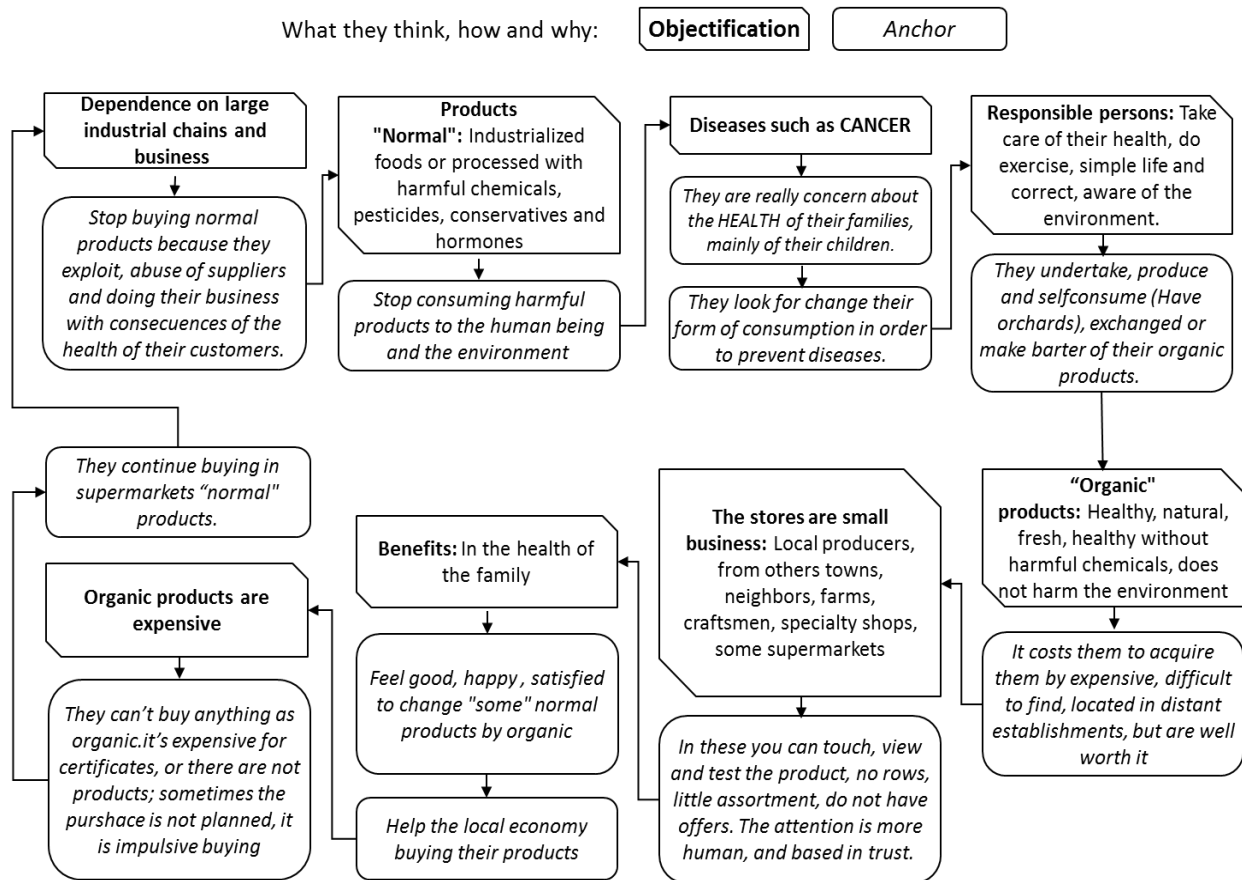 What they think, how and why:
Objectification
Anchor
Dependence on large
industrial chains and
business
Stop buying normal
products because they
exploit, abuse of suppliers
and doing their business
with consecuences of the
health of their customers.
Products
"Normal": Industrialized
foods or processed with
harmful chemicals,
pesticides, conservatives and
hormones
Stop consuming harmful
products to the human being
and the environment
Diseases such as CANCER
They are really concern about
the HEALTH of their families,
mainly of their children.
They look for change their
form of consumption in order
to prevent diseases.
Responsible persons: Take
care of their health, do
exercise, simple life and
correct, aware of the
environment.
They undertake, produce
and selfconsume (Have
orchards), exchanged or
make barter of their organic
products.
“Organic"
products: Healthy, natural,
fresh, healthy without
harmful chemicals, does
not harm the environment
It costs them to acquire
them by expensive, difficult
to find, located in distant
establishments, but are well
worth it
The stores are small
business: Local producers,
from others towns,
neighbors, farms,
craftsmen, specialty shops,
some supermarkets
In these you can touch, view
and test the product, no rows,
little assortment, do not have
offers. The attention is more
human, and based in trust.
Benefits: In the health of
the family
Feel good, happy , satisfied
to change "some" normal
products by organic
Help the local economy
buying their products
Organic products are
expensive
They can’t buy anything as
organic.it’s expensive for
certificates, or there are not
products; sometimes the
purshace is not planned, it
is impulsive buying
They continue buying in
supermarkets “normal"
products.